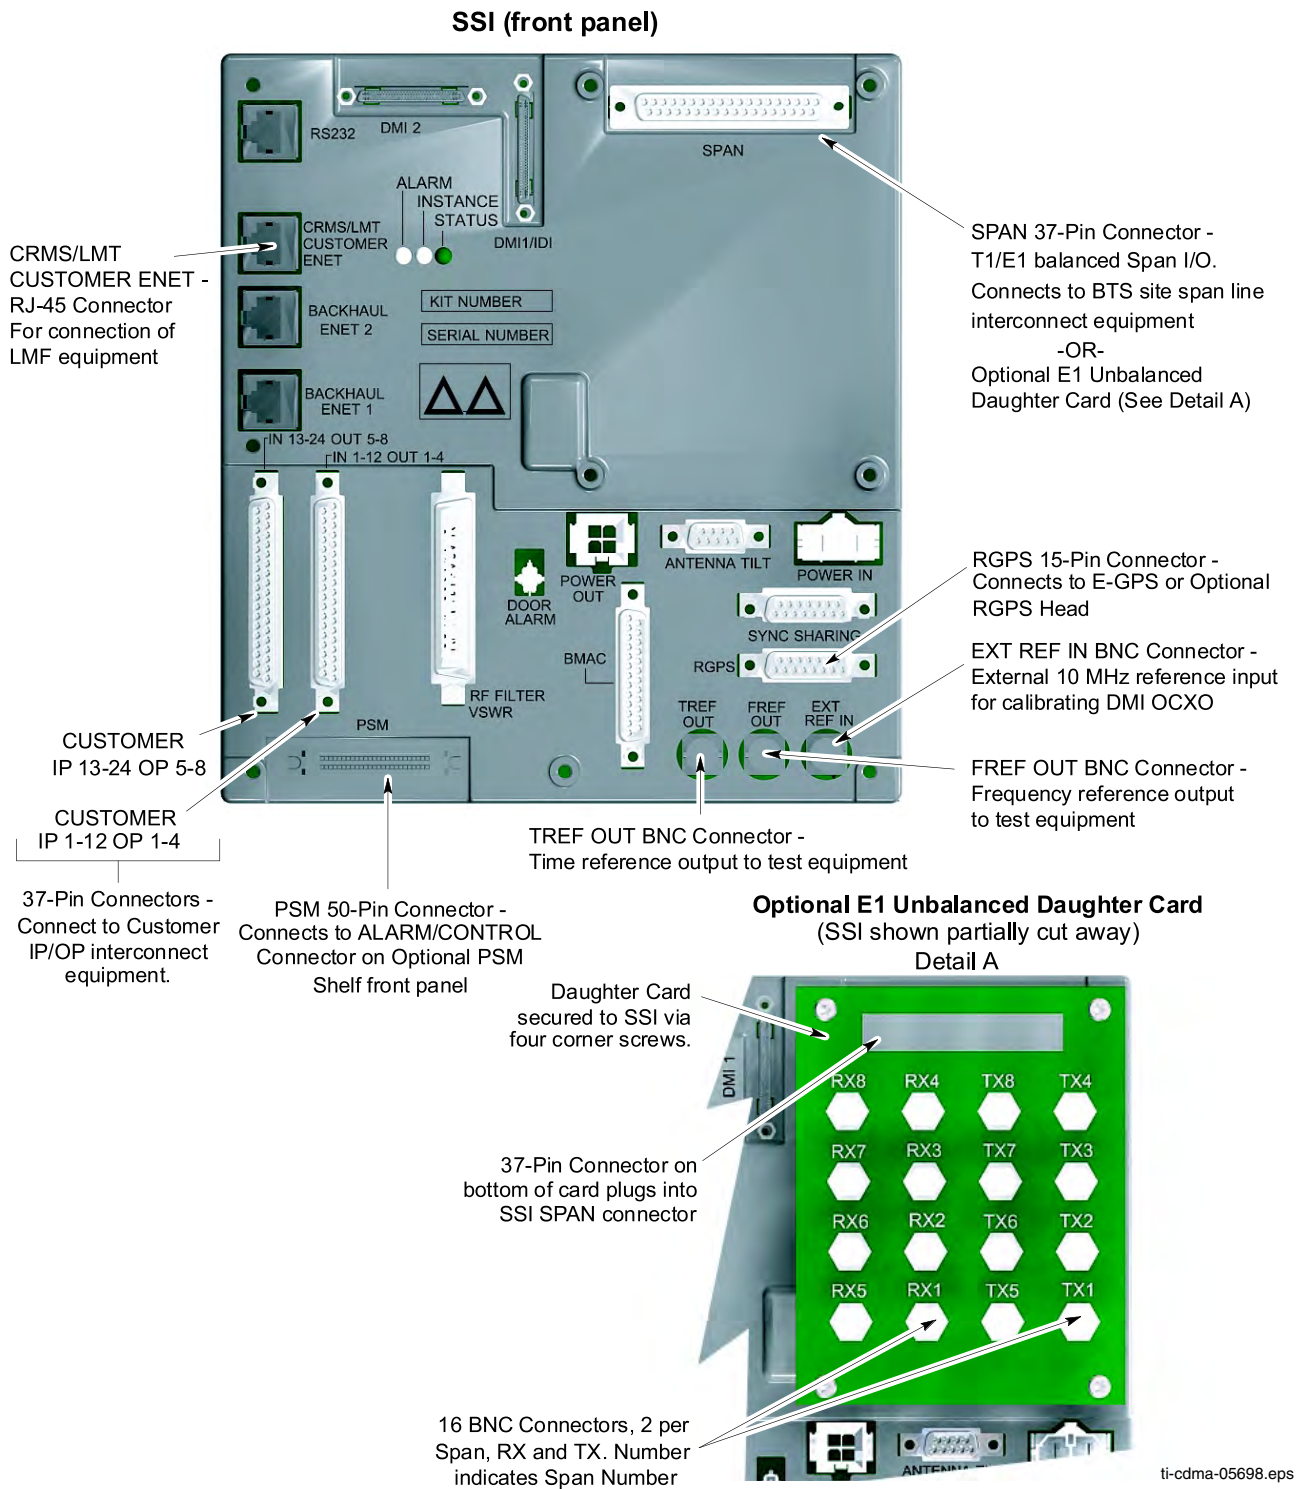 SSI (front panel)
RS232
DMI 2
SPAN
ALARM
INSTANCE
STATUS
DMI1/IDI
CRMS/LMT
CUSTOMER
ENET
BACKHAUL
ENET 2
BACKHAUL
ENET 1
KIT NUMBER
SERIAL NUMBER
IN 13-24 OUT 5-8
IN 1-12 OUT 1-4
CRMS/LMT
CUSTOMER ENET -
RJ-45 Connector
For connection of
LMF equipment
SPAN 37-Pin Connector -
T1/E1 balanced Span I/O.
Connects to BTS site span line
interconnect equipment
-OR-
Optional E1 Unbalanced
Daughter Card (See Detail A)
POWER
OUT
ANTENNA TILT
POWER IN
DOOR
ALARM
SYNC SHARING
BMAC
RGPS
RF FILTER
VSWR
TREF
OUT
FREF
OUT
EXT
REF IN
PSM
RGPS 15-Pin Connector -
Connects to E-GPS or Optional
RGPS Head
EXT REF IN BNC Connector -
External 10 MHz reference input
for calibrating DMI OCXO
FREF OUT BNC Connector -
Frequency reference output
to test equipment
CUSTOMER
IP 13-24 OP 5-8
CUSTOMER
IP 1-12 OP 1-4
37-Pin Connectors -
Connect to Customer
IP/OP interconnect
equipment.
PSM 50-Pin Connector -
Connects to ALARM/CONTROL
Connector on Optional PSM
Shelf front panel
TREF OUT BNC Connector -
Time reference output to test equipment
Optional E1 Unbalanced Daughter Card
(SSI shown partially cut away)
Detail A
Daughter Card
secured to SSI via
four corner screws.
DMI 1
37-Pin Connector on
bottom of card plugs into
SSI SPAN connector
RX8 RX4 TX8 TX4
RX7 RX3 TX7 TX3
RX6 RX2 TX6 TX2
RX5 RX1 TX5 TX1
16 BNC Connectors, 2 per
Span, RX and TX. Number
indicates Span Number
ANTENNA
ti-cdma-05698.eps